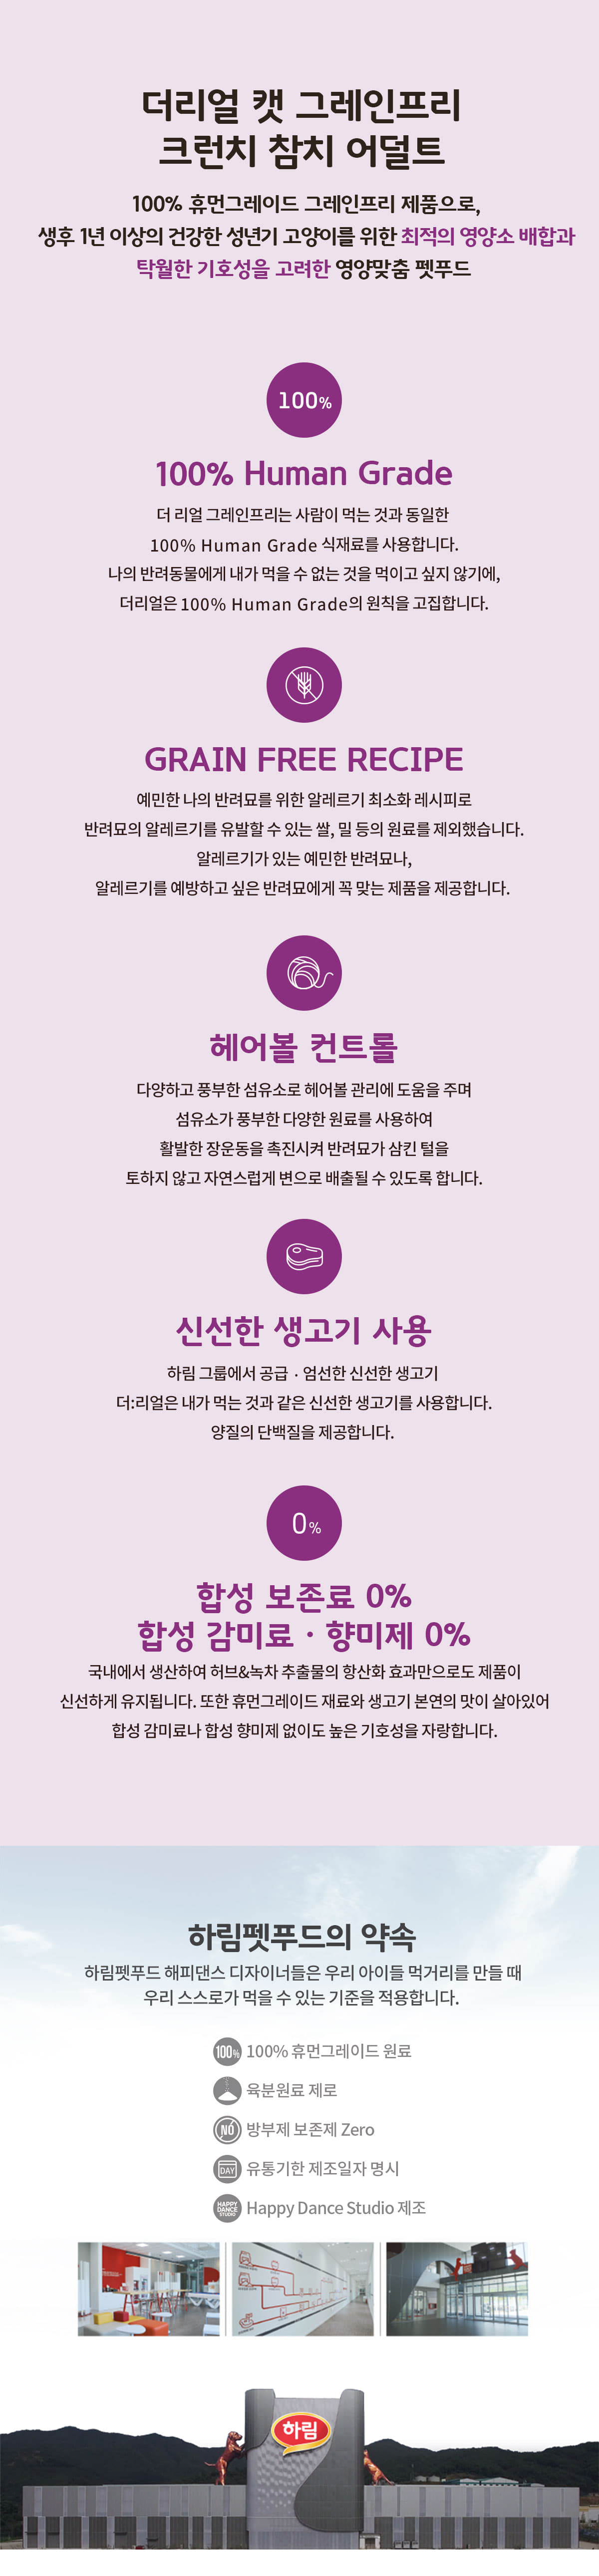 더리얼 캣 그레인프리
크런치 참치 어덜트
100% 휴먼그레이드 그레인프리 제품으로,
생후 1년 이상의 건강한 성년기 고양이를 위한 최적의 영양소 배합과
탁월한 기호성을 고려한 영양맞춤 펫푸드
100%
100% Human Grade
더 리얼 그레인프리는 사람이 먹는 것과 동일한
100% Human Grade 식재료를 사용합니다.
나의 반려동물에게 내가 먹을 수 없는 것을 먹이고 싶지 않기에,
더리얼은 100% Human Grade의 원칙을 고집합니다.
GRAIN FREE RECIPE
예민한 나의 반려묘를 위한 알레르기 최소화 레시피로
반려묘의 알레르기를 유발할 수 있는 쌀, 밀 등의 원료를 제외했습니다.
알레르기가 있는 예민한 반려묘나,
알레르기를 예방하고 싶은 반려묘에게 꼭 맞는 제품을 제공합니다.
헤어볼 컨트롤
다양하고 풍부한 섬유소로 헤어볼 관리에 도움을 주며
섬유소가 풍부한 다양한 원료를 사용하여
활발한 장운동을 촉진시켜 반려묘가 삼킨 털을
토하지 않고 자연스럽게 변으로 배출될 수 있도록 합니다.
신선한 생고기 사용
하림 그룹에서 공급 · 엄선한 신선한 생고기
더:리얼은 내가 먹는 것과 같은 신선한 생고기를 사용합니다.
양질의 단백질을 제공합니다.
0%
합성 보존료 0%
합성 감미료 · 향미제 0%
국내에서 생산하여 허브&녹차 추출물의 항산화 효과만으로도 제품이
신선하게 유지됩니다. 또한 휴먼그레이드 재료와 생고기 본연의 맛이 살아있어
합성 감미료나 합성 향미제 없이도 높은 기호성을 자랑합니다.
하림펫푸드의 약속
하림펫푸드 해피댄스 디자이너들은 우리 아이들 먹거리를 만들 때
우리 스스로가 먹을 수 있는 기준을 적용합니다.
100% 100% 휴먼그레이드 원료
육분원료 제로
NO 방부제 보존제 Zero
DAY 유통기한 제조일자 명시
HAPPY DANCE STUDIO Happy Dance Studio 제조
하림